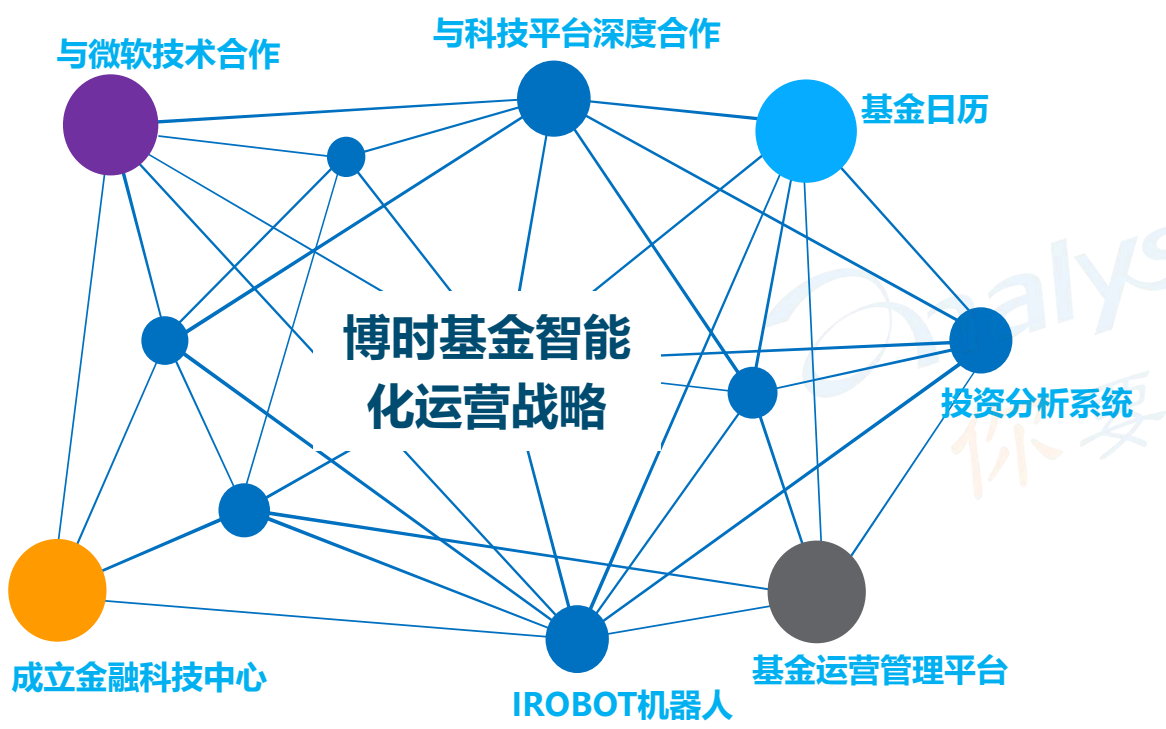 与科技平台深度合作
与微软技术合作
基金日历
博时基金智能
化运营战略
投资分析系统
成立金融科技中心
基金运营管理平台
IROBOT机器人
nalys
你要